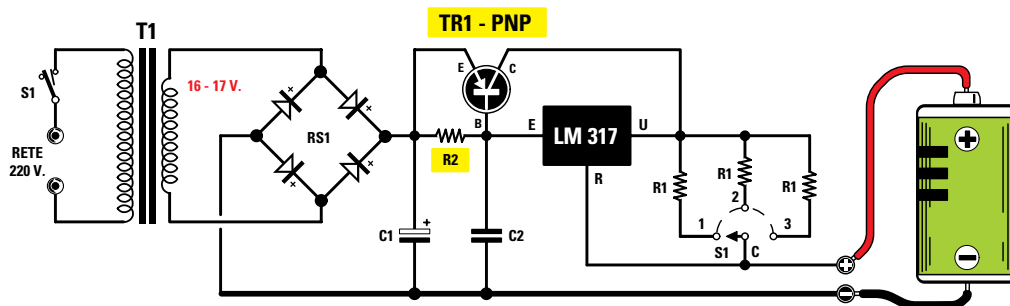 TR1 - PNP
T1
S1
16 - 17 V.
E
C
B
RS1
R2
E
LM 317
U
R
RETE
220 V.
R1
R1
R1
1
2
3
S1
C
C1
+
C2
+
-
+
-